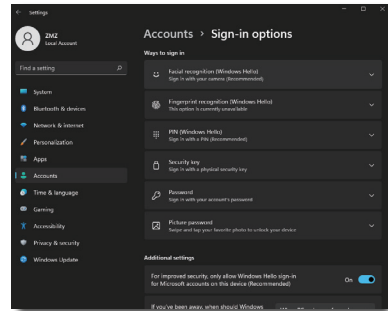 Settings
ZMZ
Local Account
Find a setting
System
Bluetooth & devices
Network & internet
Personalization
Apps
Accounts
Time & language
Gaming
Accessibility
Privacy & security
Windows Update
Accounts > Sign-in options
Ways to sign in
Facial recognition (Windows Hello)
Sign in with your camera (Recommended)
Fingerprint recognition (Windows Hello)
This option is currently unavailable
PIN (Windows Hello)
Sign in with a PIN (Recommended)
Security key
Sign in with a physical security key
Password
Sign in with your account's password
Picture password
Swipe and tap your favorite photo to unlock your device
Additional settings
For improved security, only allow Windows Hello sign-in
for Microsoft accounts on this device (Recommended)
On
If you've been away, when should Windows